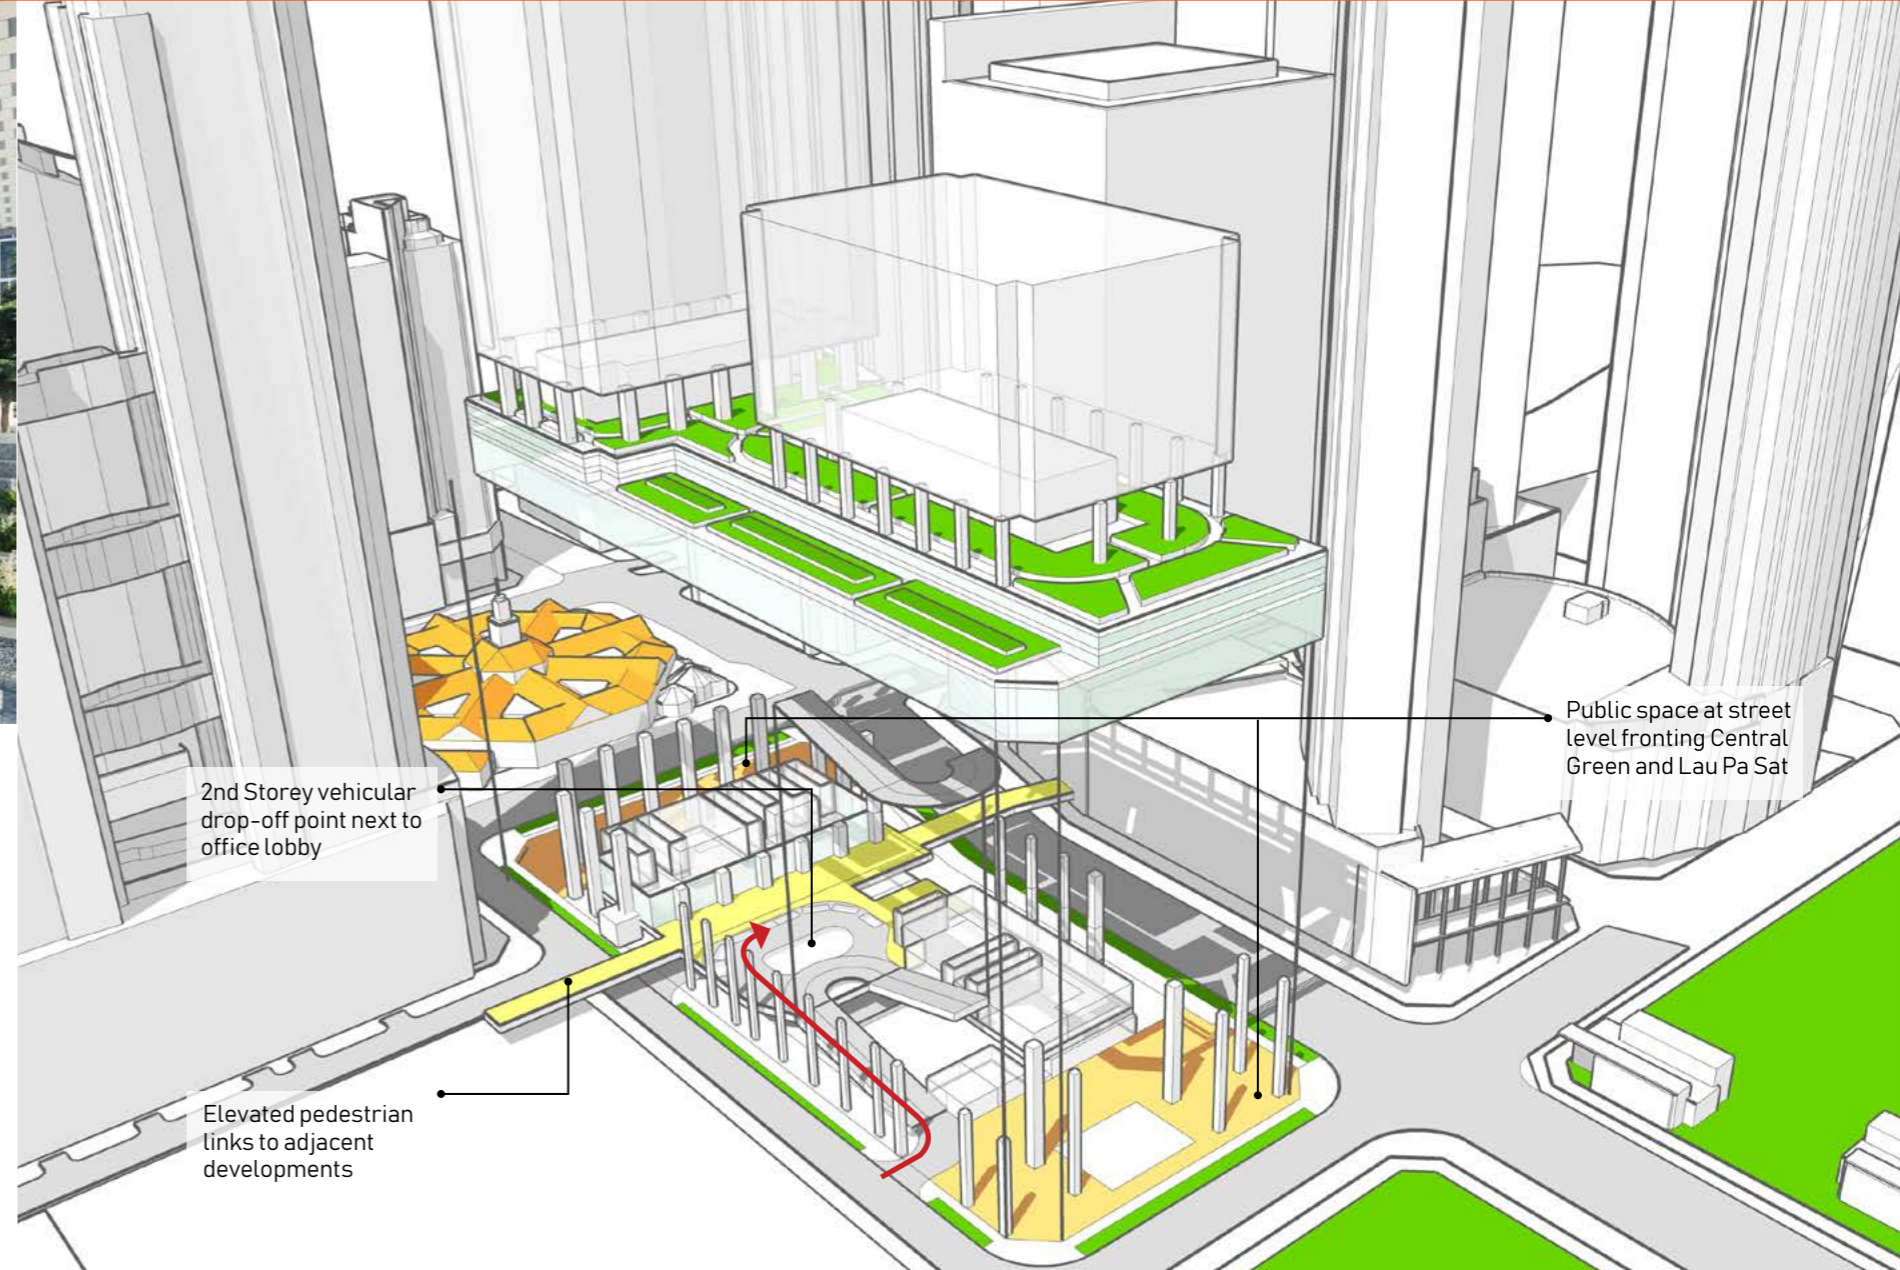 Public space at street
level fronting Central
Green and Lau Pa Sat
2nd Storey vehicular
drop-off point next to
office lobby
Elevated pedestrian
links to adjacent
developments